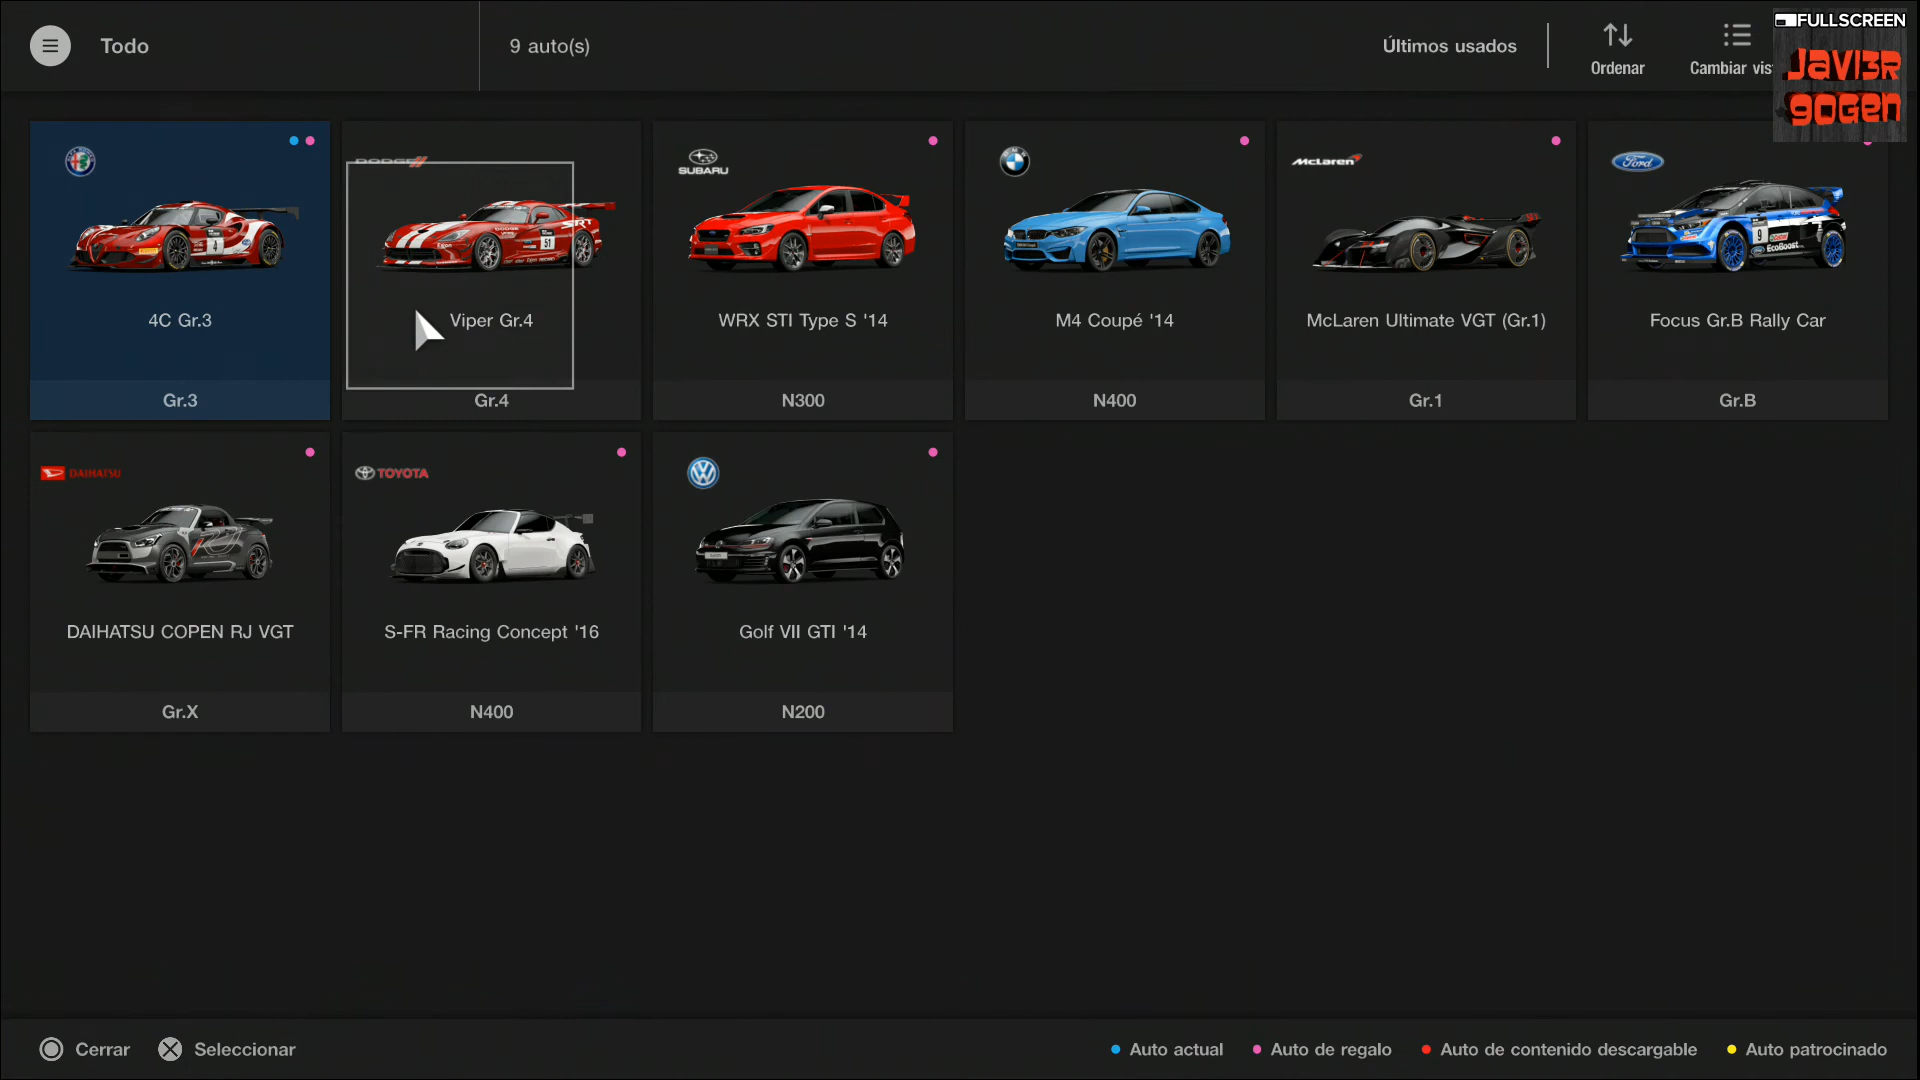 Todo
9 auto(s)
Últimos usados
Ordenar
Cambiar vis
FULLSCREEN
JAVI3R
gogen
DODGE
SUBARU
McLaren
Ford
4C Gr.3
Viper Gr.4
WRX STI Type S '14
M4 Coupé '14
McLaren Ultimate VGT (Gr.1)
Focus Gr.B Rally Car
Gr.3
Gr.4
N300
N400
Gr.1
Gr.B
DAIHATSU
TOYOTA
DAIHATSU COPEN RJ VGT
S-FR Racing Concept '16
Golf VII GTI '14
Gr.X
N400
N200
Cerrar
Seleccionar
Auto actual
Auto de regalo
Auto de contenido descargable
Auto patrocinado